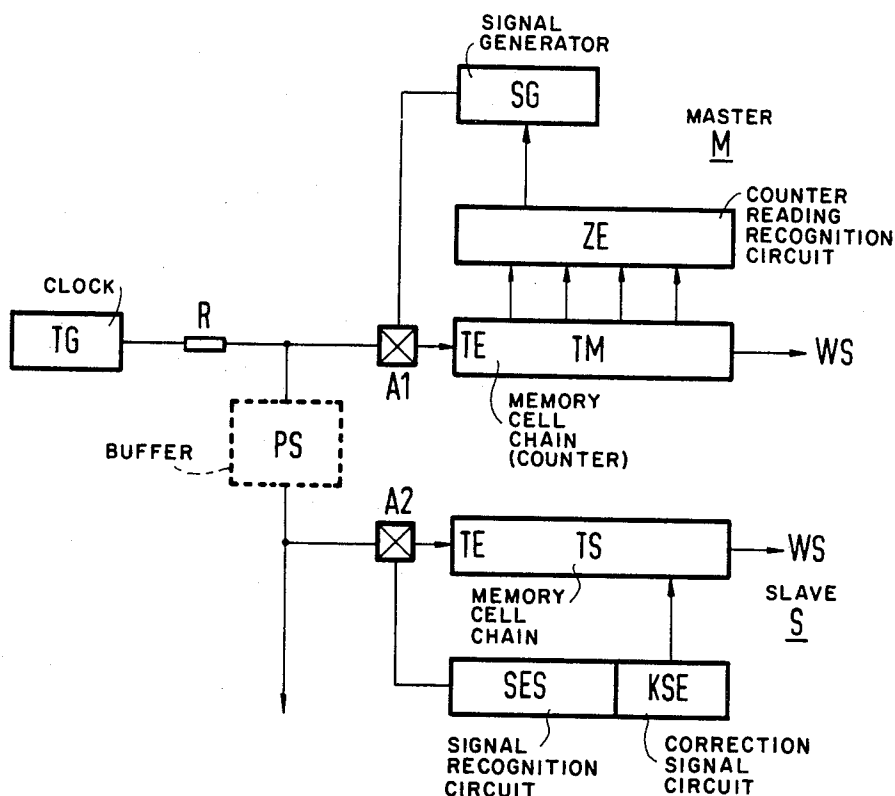 SIGNAL
GENERATOR
SG
MASTER
M
COUNTER
READING
RECOGNITION
CIRCUIT
ZE
CLOCK
TG
R
A1
TE
TM
WS
MEMORY
CELL
CHAIN
(COUNTER)
BUFFER
PS
A2
TE
TS
WS
MEMORY
CELL
CHAIN
SLAVE
S
SES
KSE
SIGNAL
RECOGNITION
CIRCUIT
CORRECTION
SIGNAL
CIRCUIT